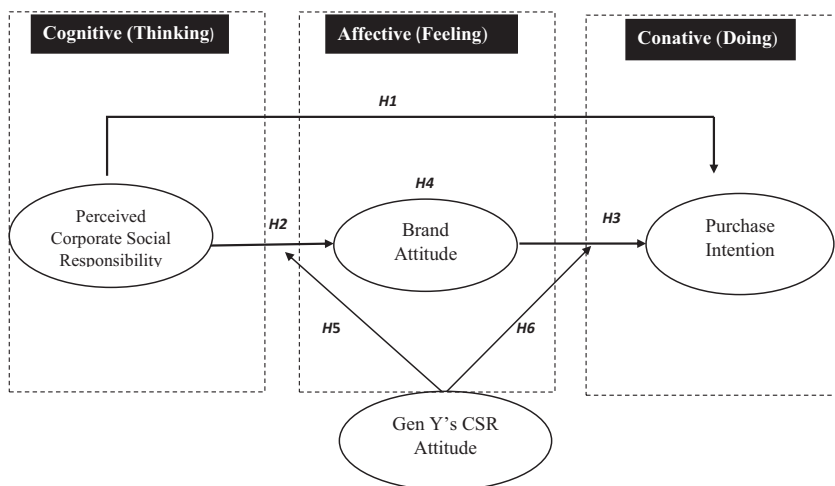 Cognitive (Thinking)
Affective (Feeling)
Conative (Doing)
H1
H4
Perceived
Corporate Social
Responsibility
H2
Brand
Attitude
H3
Purchase
Intention
H5
H6
Gen Y's CSR
Attitude